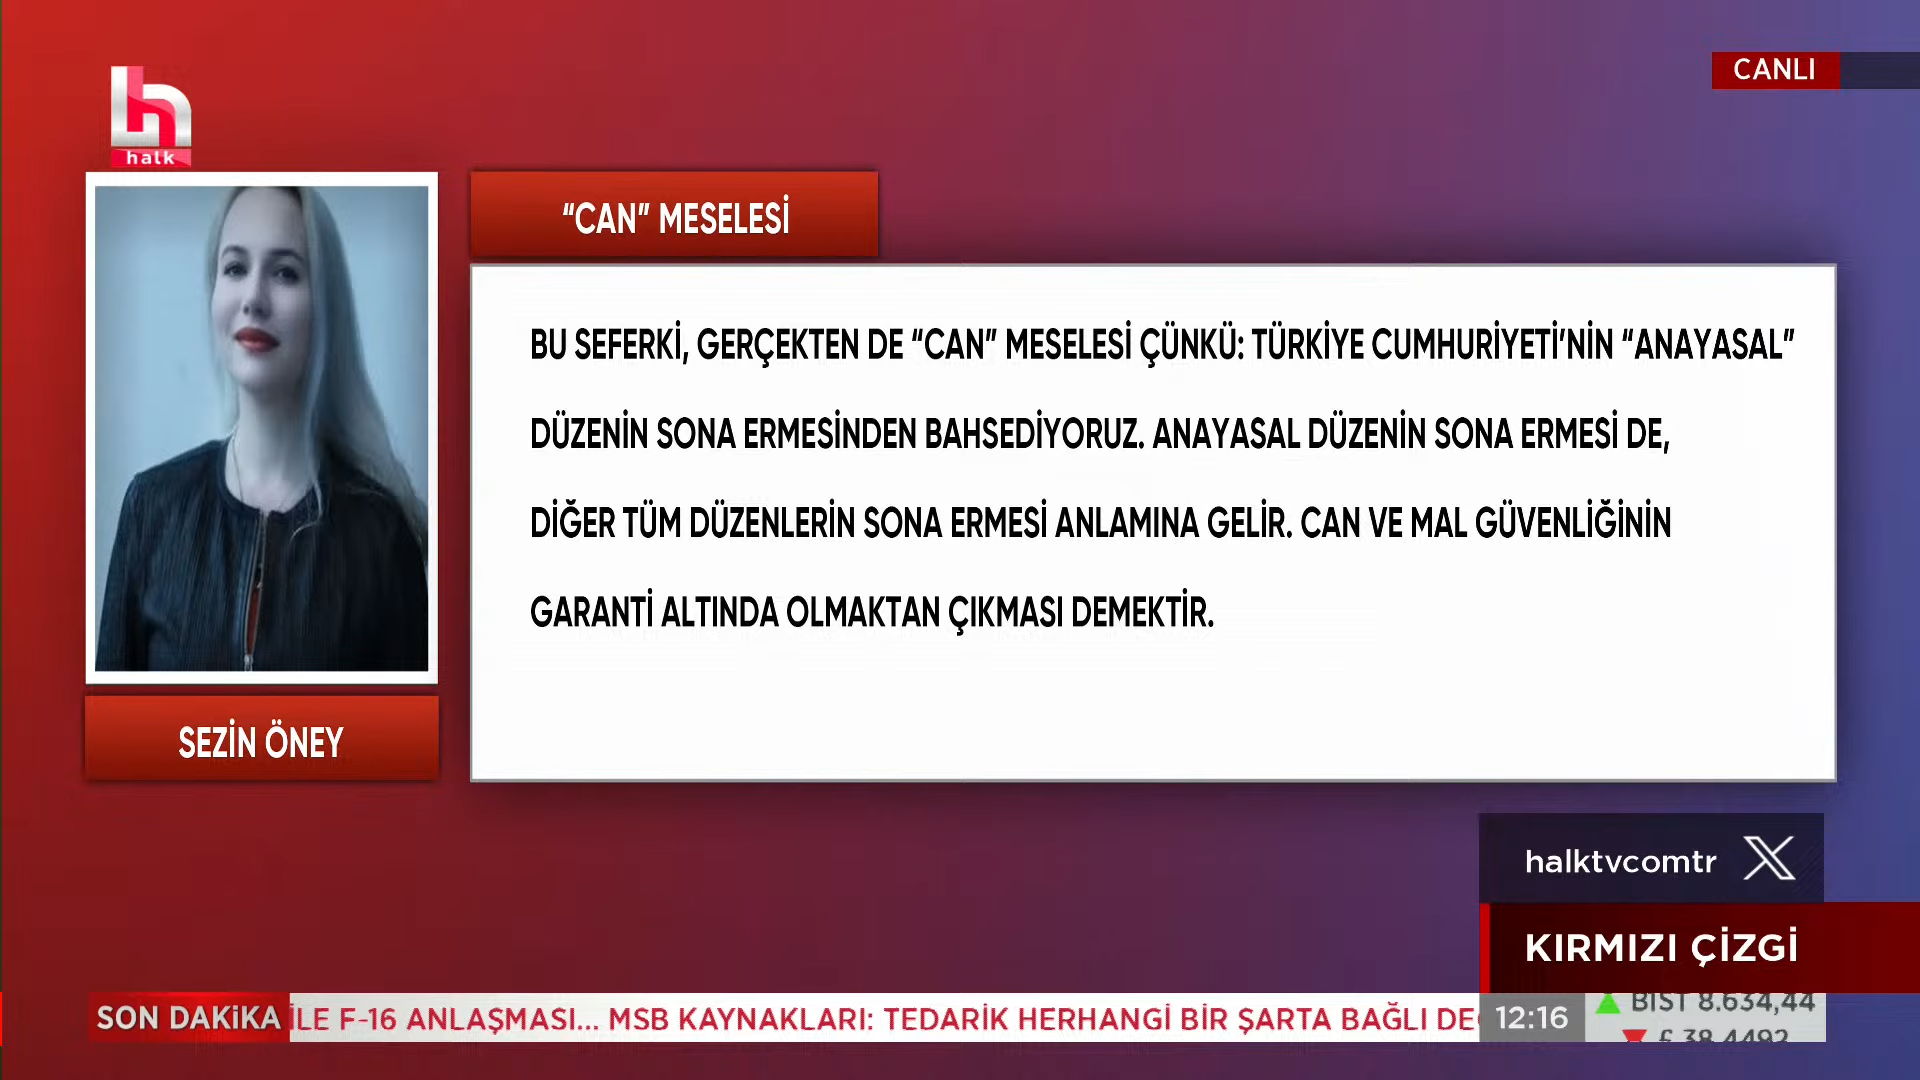 CANLI
h
halk
"CAN" MESELESİ
BU SEFERKİ, GERÇEKTEN DE "CAN" MESELESİ ÇÜNKÜ: TÜRKİYE CUMHURİYETİ'NİN "ANAYASAL"
DÜZENİN SONA ERMESİNDEN BAHSEDİYORUZ. ANAYASAL DÜZENİN SONA ERMESİ DE,
DİĞER TÜM DÜZENLERİN SONA ERMESİ ANLAMINA GELİR. CAN VE MAL GÜVENLİĞİNİN
GARANTİ ALTINDA OLMAKTAN ÇIKMASI DEMEKTİR.
SEZİN ÖNEY
halktvcomtr X
KIRMIZI ÇİZGİ
SON DAKİKA İLE F-16 ANLAŞMASI... MSB KAYNAKLARI: TEDARİK HERHANGİ BİR ŞARTA BAĞLI 12:16
BIST 8.634,44
£ 38,4492